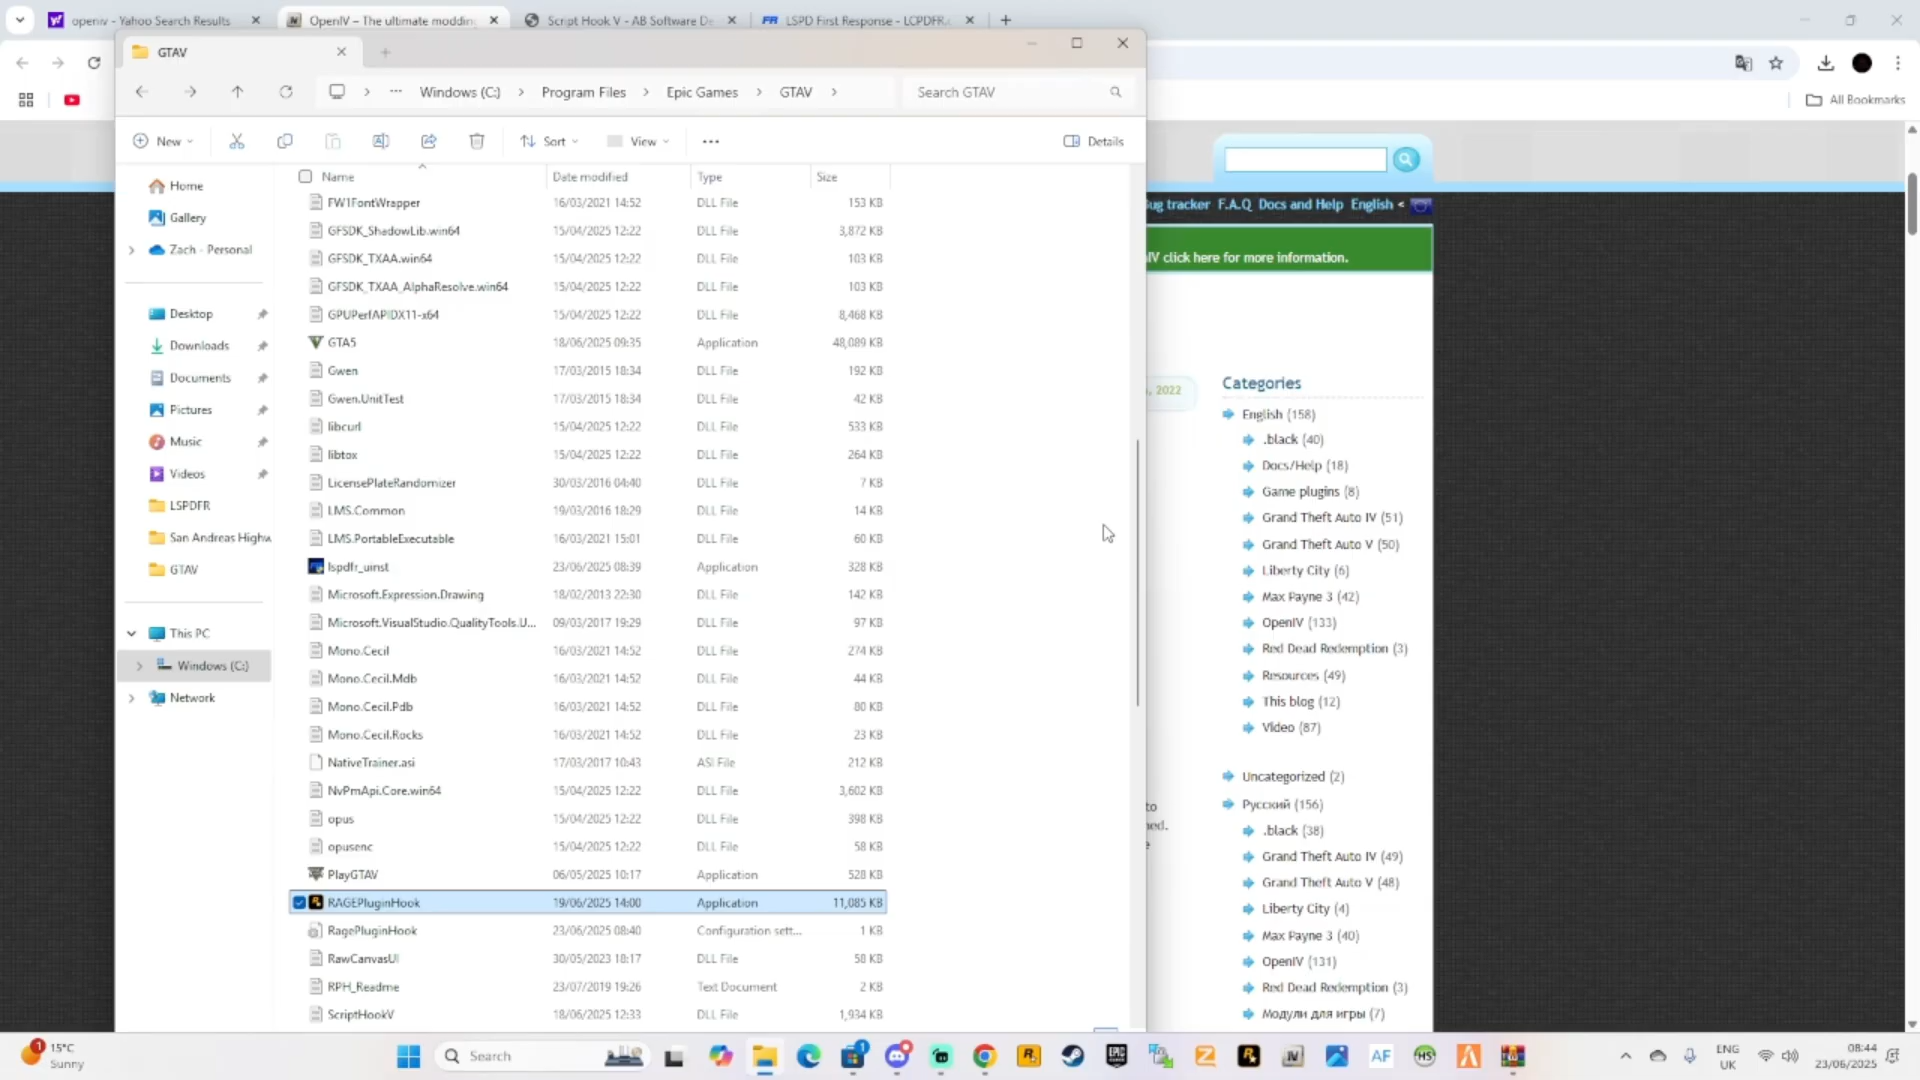 openiv - Yahoo Search Results
OpenIV – The ultimate modding
Script Hook V - AB Software De
LSPD First Response - LCPDFR.
GTAV
Windows (C:)
Program Files
Epic Games
GTAV
Search GTAV
All Bookmarks
New
Sort
View
Details
Name
Date modified
Type
Size
FW1FontWrapper 16/03/2021 14:52 DLL File 153 KB
GFSDK_ShadowLib.win64 15/04/2025 12:22 DLL File 3,872 KB
GFSDK_TXAA.win64 15/04/2025 12:22 DLL File 103 KB
GFSDK_TXAA_AlphaResolve.win64 15/04/2025 12:22 DLL File 103 KB
GPUPerfAPIDX11-x64 15/04/2025 12:22 DLL File 8,468 KB
GTA5 18/06/2025 09:35 Application 48,089 KB
Gwen 17/03/2015 18:34 DLL File 192 KB
Gwen.UnitTest 17/03/2015 18:34 DLL File 42 KB
libcurl 15/04/2025 12:22 DLL File 533 KB
libtox 15/04/2025 12:22 DLL File 264 KB
LicensePlateRandomizer 30/03/2016 04:40 DLL File 7 KB
LMS.Common 19/03/2016 18:29 DLL File 14 KB
LMS.PortableExecutable 16/03/2021 15:01 DLL File 60 KB
lspdfr_uinst 23/06/2025 08:39 Application 328 KB
Microsoft.Expression.Drawing 18/02/2013 22:30 DLL File 142 KB
Microsoft.VisualStudio.QualityTools.U... 09/03/2017 19:29 DLL File 97 KB
Mono.Cecil 16/03/2021 14:52 DLL File 274 KB
Mono.Cecil.Mdb 16/03/2021 14:52 DLL File 44 KB
Mono.Cecil.Pdb 16/03/2021 14:52 DLL File 80 KB
Mono.Cecil.Rocks 16/03/2021 14:52 DLL File 23 KB
NativeTrainer.asi 17/03/2017 10:43 ASI File 212 KB
NvPmApi.Core.win64 15/04/2025 12:22 DLL File 3,602 KB
opus 15/04/2025 12:22 DLL File 398 KB
opusenc 15/04/2025 12:22 DLL File 58 KB
PlayGTAV 06/05/2025 10:17 Application 528 KB
RAGEPluginHook 19/06/2025 14:00 Application 11,085 KB
RagePluginHook 23/06/2025 08:40 Configuration sett... 1 KB
RawCanvasUI 30/05/2023 18:17 DLL File 58 KB
RPH_Readme 23/07/2019 19:26 Text Document 2 KB
ScriptHookV 18/06/2025 12:33 DLL File 1,934 KB
Home
Gallery
Zach - Personal
Desktop
Downloads
Documents
Pictures
Music
Videos
LSPDFR
San Andreas Highw
GTAV
This PC
Windows (C:)
Network
ug tracker F.A.Q Docs and Help English <
IV click here for more information.
, 2022
to
ned.
e
Categories
English (158)
.black (40)
Docs/Help (18)
Game plugins (8)
Grand Theft Auto IV (51)
Grand Theft Auto V (50)
Liberty City (6)
Max Payne 3 (42)
OpenIV (133)
Red Dead Redemption (3)
Resources (49)
This blog (12)
Video (87)
Uncategorized (2)
Русский (156)
.black (38)
Grand Theft Auto IV (49)
Grand Theft Auto V (48)
Liberty City (4)
Max Payne 3 (40)
OpenIV (131)
Red Dead Redemption (3)
Модули для игры (7)
1
15°C
Sunny
Search
1
EPIC
GAMES
IV
AF
HS
ENG
UK
08:44
23/06/2025